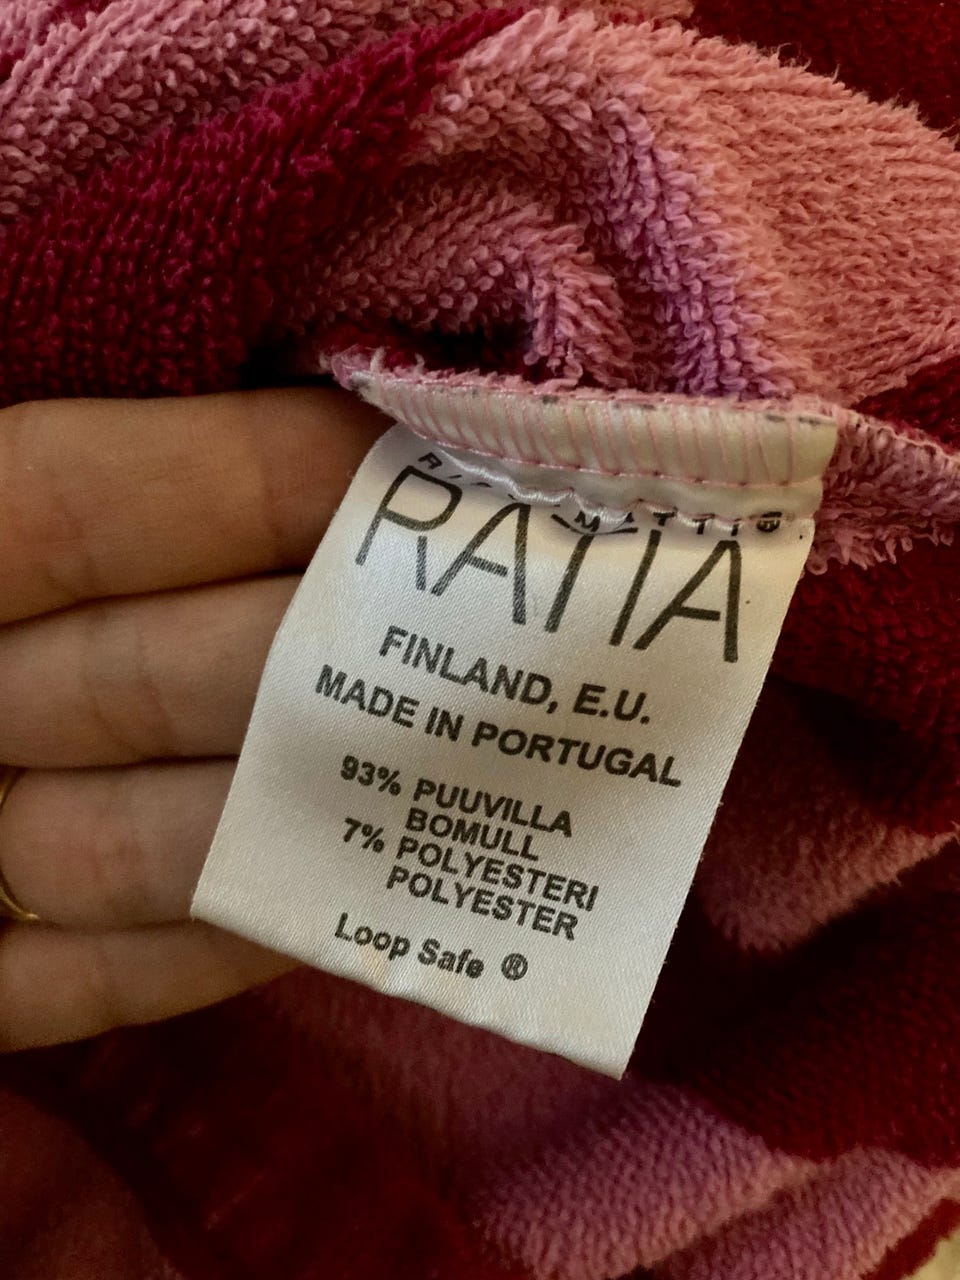 RATIA
FINLAND, E.U.
MADE IN PORTUGAL
93% PUUVILLA
BOMULL
7% POLYESTERI
POLYESTER
Loop Safe ®